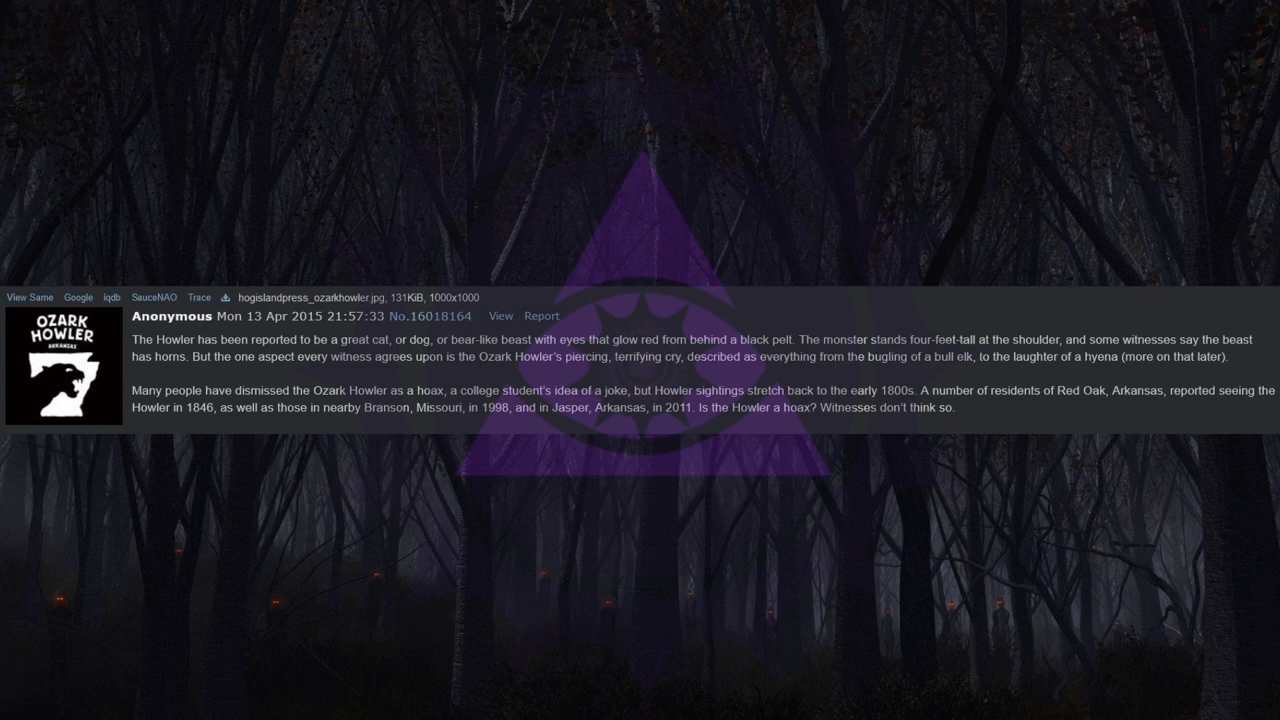 View Same Google iqdb SauceNAO Trace hogislandpress_ozarkhowler.jpg, 131KiB, 1000x1000
OZARK
HOWLER
ARKANSAS
Anonymous Mon 13 Apr 2015 21:57:33 No.16018164 View Report
The Howler has been reported to be a great cat, or dog, or bear-like beast with eyes that glow red from behind a black pelt. The monster stands four-feet-tall at the shoulder, and some witnesses say the beast
has horns. But the one aspect every witness agrees upon is the Ozark Howler's piercing, terrifying cry, described as everything from the bugling of a bull elk, to the laughter of a hyena (more on that later).
Many people have dismissed the Ozark Howler as a hoax, a college student's idea of a joke, but Howler sightings stretch back to the early 1800s. A number of residents of Red Oak, Arkansas, reported seeing the
Howler in 1846, as well as those in nearby Branson, Missouri, in 1998, and in Jasper, Arkansas, in 2011. Is the Howler a hoax? Witnesses don't think so.